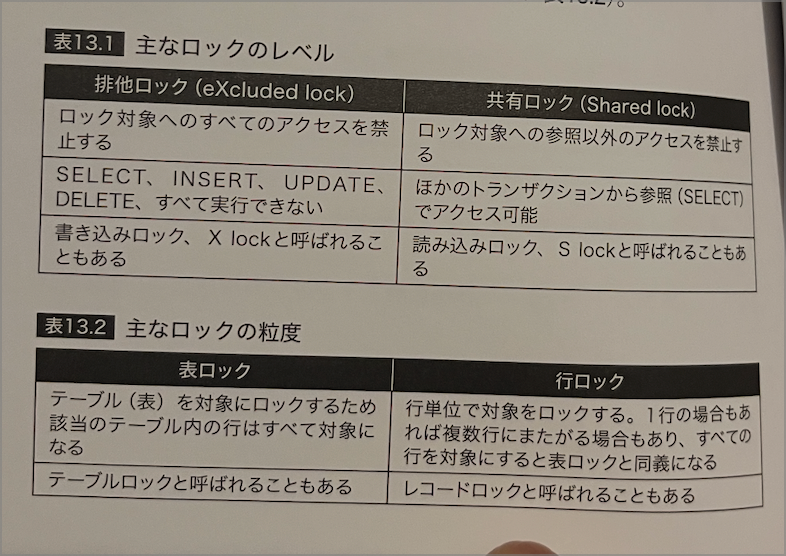 表13.2)。
表13.1 主なロックのレベル
排他ロック（eXcluded lock）
共有ロック（Shared lock）
ロック対象へのすべてのアクセスを禁
止する
ロック対象への参照以外のアクセスを禁止す
る
SELECT、INSERT、UPDATE、
DELETE、すべて実行できない
ほかのトランザクションから参照（SELECT）
でアクセス可能
書き込みロック、X lockと呼ばれるこ
ともある
読み込みロック、S lockと呼ばれることもあ
る
表13.2 主なロックの粒度
表ロック
行ロック
テーブル（表）を対象にロックするため
該当のテーブル内の行はすべて対象に
なる
行単位で対象をロックする。1行の場合もあ
れば複数行にまたがる場合もあり、すべての
行を対象にすると表ロックと同義になる
テーブルロックと呼ばれることもある
レコードロックと呼ばれることもある